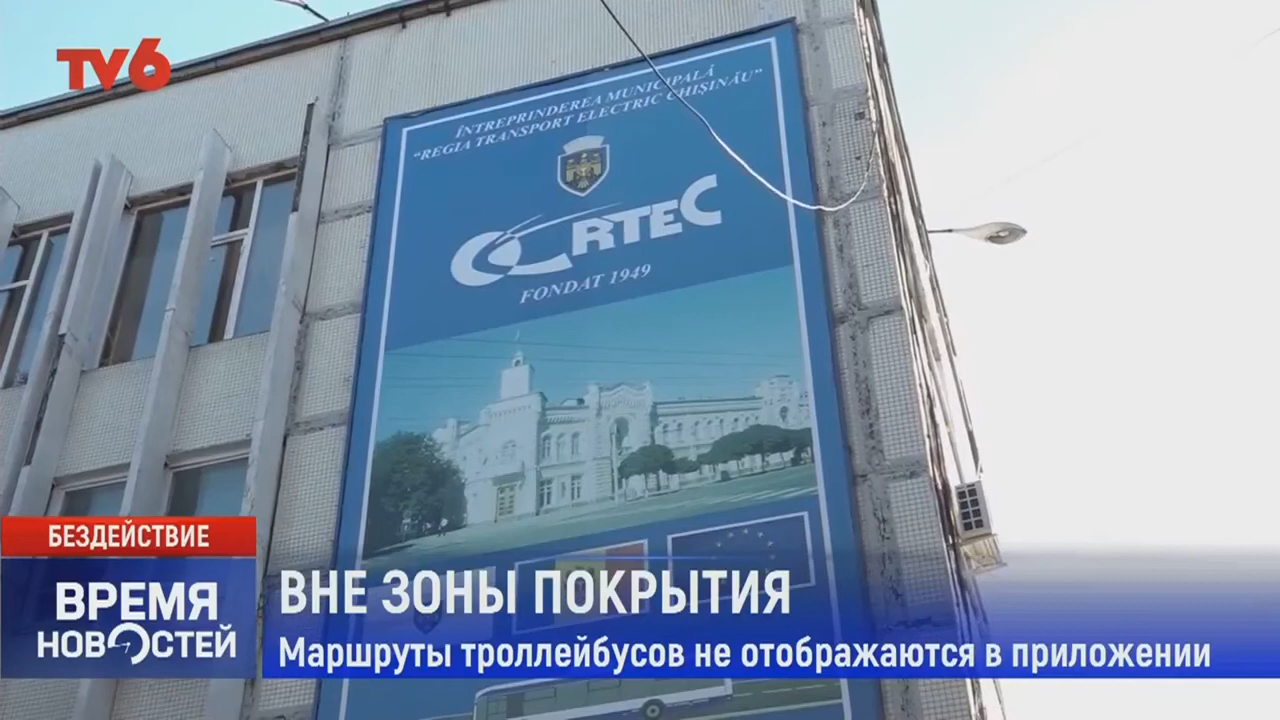 TV6
ÎNTREPRINDEREA MUNICIPALĂ
"REGIA TRANSPORT ELECTRIC CHIȘINĂU"
RTEC
FONDAT 1949
БЕЗДЕЙСТВИЕ
ВРЕМЯ
НОВОСТЕЙ
ВНЕ ЗОНЫ ПОКРЫТИЯ
Маршруты троллейбусов не отображаются в приложении